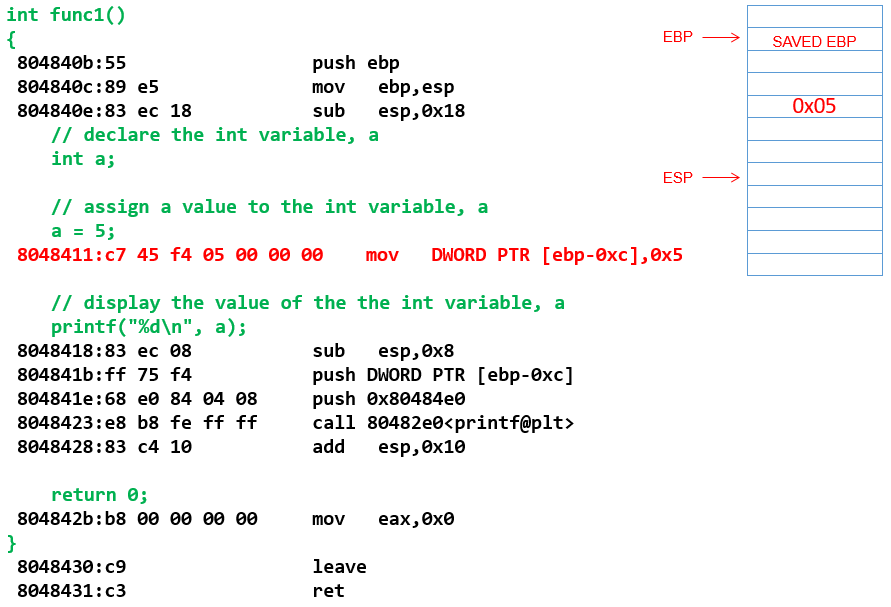 int func1()
{
804840b:55 push ebp
804840c:89 e5 mov ebp,esp
804840e:83 ec 18 sub esp,0x18
// declare the int variable, a
int a;
// assign a value to the int variable, a
a = 5;
8048411:c7 45 f4 05 00 00 00 mov DWORD PTR [ebp-0xc],0x5
// display the value of the the int variable, a
printf("%d\n", a);
8048418:83 ec 08 sub esp,0x8
804841b:ff 75 f4 push DWORD PTR [ebp-0xc]
804841e:68 e0 84 04 08 push 0x80484e0
8048423:e8 b8 fe ff ff call 80482e0<printf@plt>
8048428:83 c4 10 add esp,0x10
return 0;
804842b:b8 00 00 00 00 mov eax,0x0
}
8048430:c9 leave
8048431:c3 ret
EBP
SAVED EBP
0x05
ESP